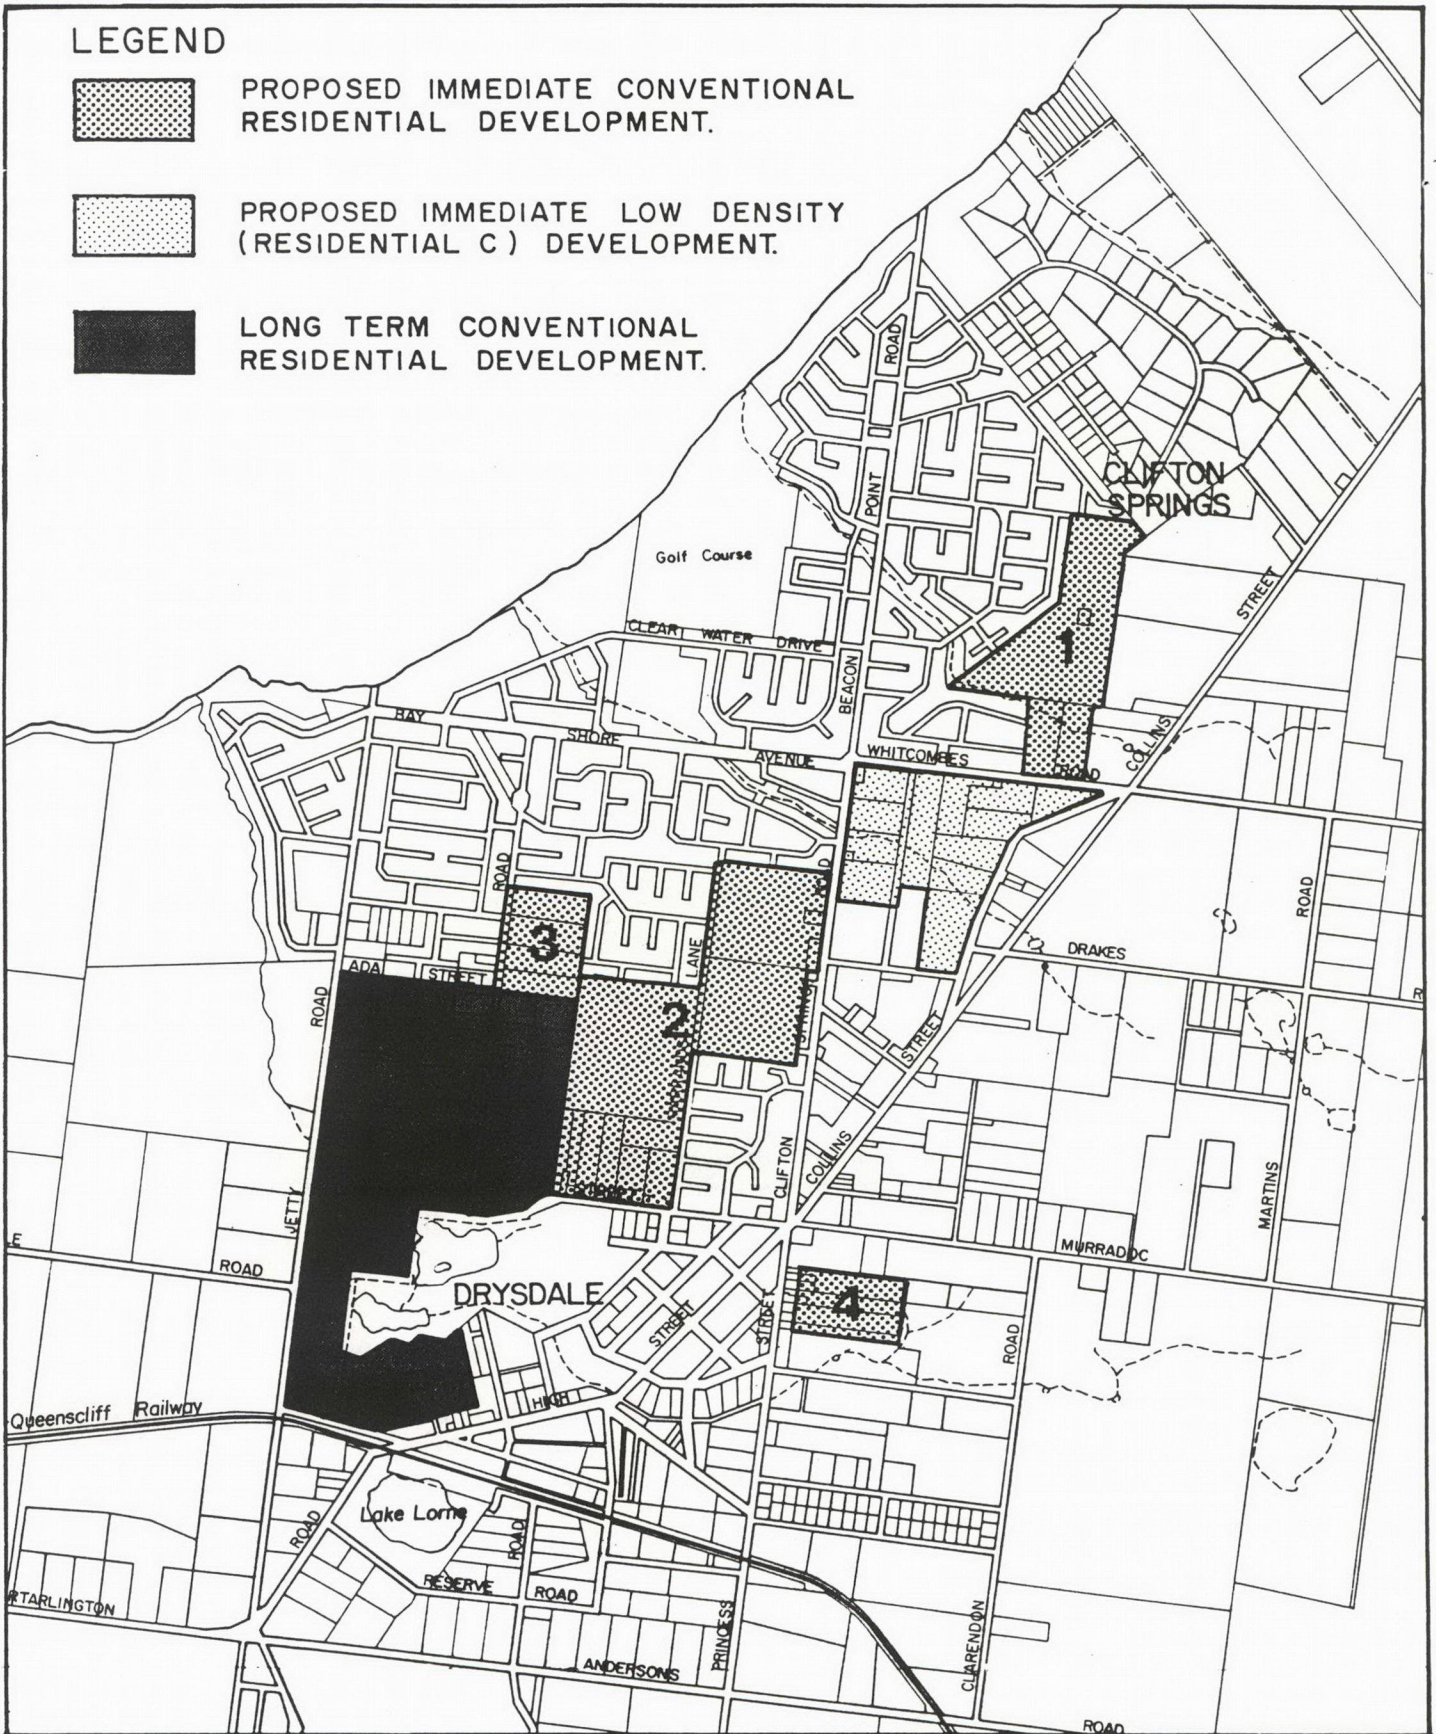 LEGEND
PROPOSED IMMEDIATE CONVENTIONAL
RESIDENTIAL DEVELOPMENT.
PROPOSED IMMEDIATE LOW DENSITY
(RESIDENTIAL C) DEVELOPMENT.
LONG TERM CONVENTIONAL
RESIDENTIAL DEVELOPMENT.
ROAD
CLIFTON
SPRINGS
POINT
Golf Course
STREET
CLEAR WATER DRIVE
1
BEACON
BAY
SHORE
AVENUE
WHITCOMBES
ROAD
COLLINS
ROAD
ROAD
ROAD
3
LANE
DRAKES
ADA
STREET
ROAD
2
STREET
CLIFTON
COLLINS
JETTY
MARTINS
LE
ROAD
MURRADOC
DRYSDALE
4
STREET
STREET
ROAD
HIGH
Queenscliff Railway
Lake Lorne
ROAD
ROAD
RESERVE
ROAD
PORTARLINGTON
PRINCESS
CLARENDON
ANDERSONS
ROAD